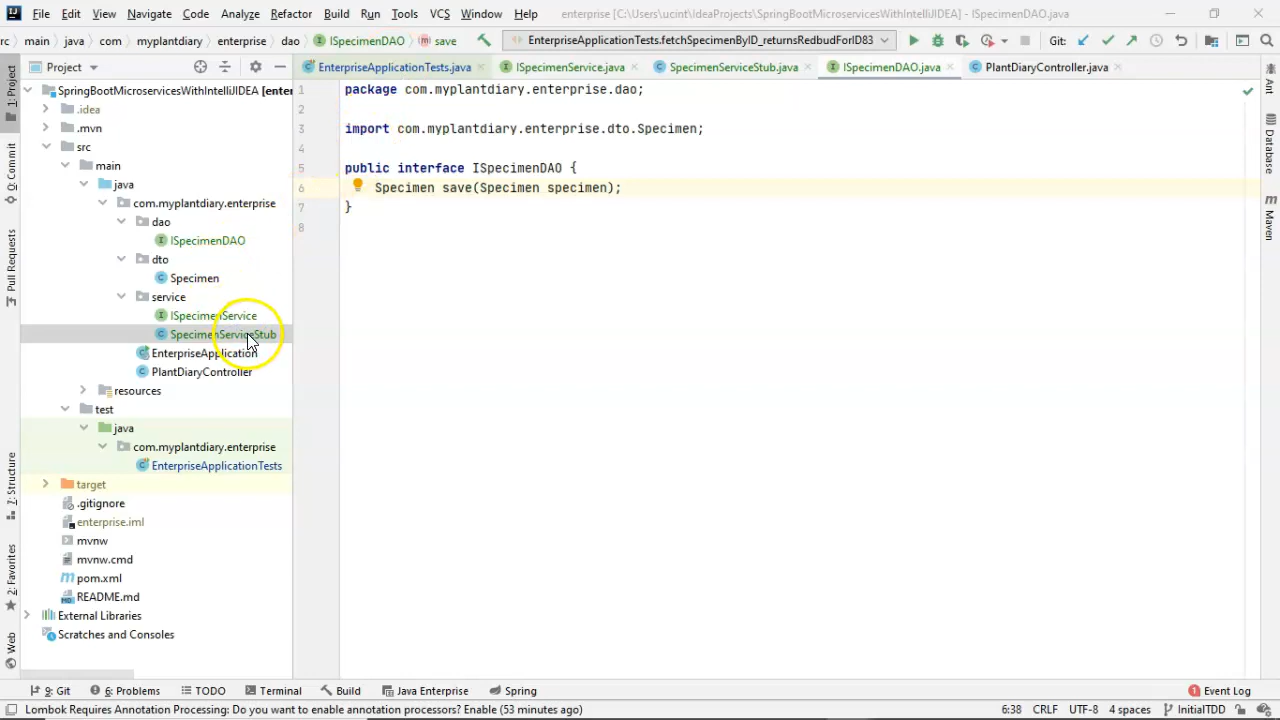 File Edit View Navigate Code Analyze Refactor Build Run Tools VCS Window Help enterprise [C:\Users\ucint\IdeaProjects\SpringBootMicroservicesWithIntelliJIDEA] - ISpecimenDAO.java
rc main java com myplantdiary enterprise dao ISpecimenDAO save EnterpriseApplicationTests.fetchSpecimenByID_returnsRedbudForID83 Git:
Project EnterpriseApplicationTests.java ISpecimenService.java SpecimenServiceStub.java ISpecimenDAO.java PlantDiaryController.java
1: Project
0: Commit
Pull Requests
Z: Structure
2: Favorites
Web
SpringBootMicroservicesWithIntelliJIDEA [enter
.idea
.mvn
src
main
java
com.myplantdiary.enterprise
dao
ISpecimenDAO
dto
Specimen
service
ISpecimenService
SpecimenServiceStub
EnterpriseApplication
PlantDiaryController
resources
test
java
com.myplantdiary.enterprise
EnterpriseApplicationTests
target
.gitignore
enterprise.iml
mvnw
mvnw.cmd
pom.xml
README.md
External Libraries
Scratches and Consoles
1 package com.myplantdiary.enterprise.dao;
2
3 import com.myplantdiary.enterprise.dto.Specimen;
4
5 public interface ISpecimenDAO {
6 Specimen save(Specimen specimen);
7 }
8
Ant
Database
m Maven
9: Git 6: Problems TODO Terminal Build Java Enterprise Spring 1 Event Log
Lombok Requires Annotation Processing: Do you want to enable annotation processors? Enable (53 minutes ago) 6:38 CRLF UTF-8 4 spaces InitialTDD